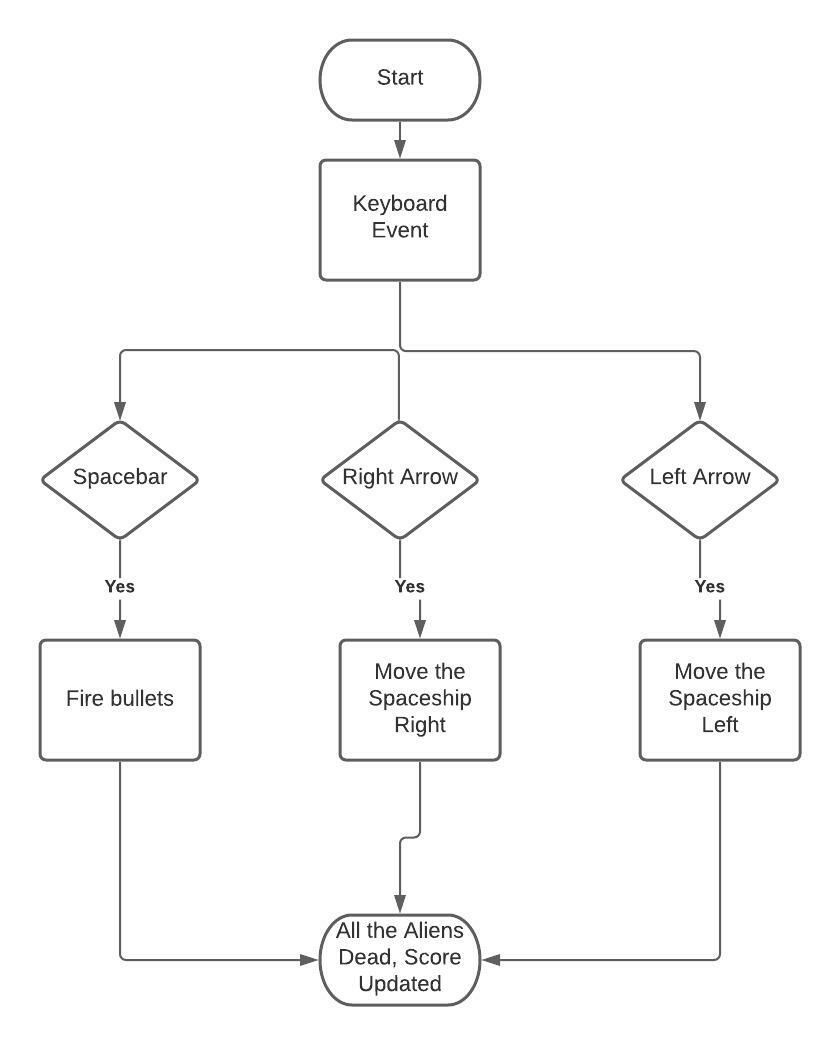 Start
Keyboard
Event
Spacebar
Right Arrow
Left Arrow
Yes
Yes
Yes
Fire bullets
Move the
Spaceship
Right
Move the
Spaceship
Left
All the Aliens
Dead, Score
Updated